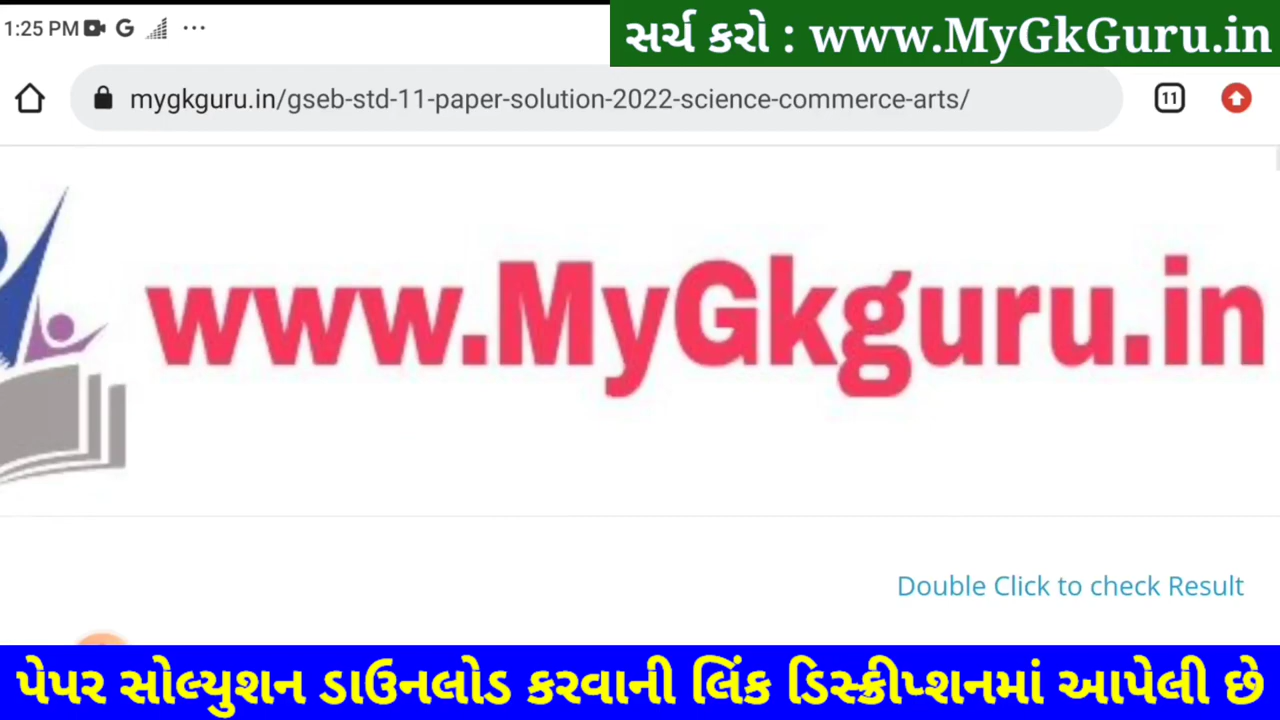 1:25 PM
સર્ચ કરો : www.MyGkGuru.in
mygkguru.in/gseb-std-11-paper-solution-2022-science-commerce-arts/
11
www.MyGkguru.in
Double Click to check Result
પેપર સોલ્યુશન ડાઉનલોડ કરવાની લિંક ડિસ્ક્રીપ્શનમાં આપેલી છે